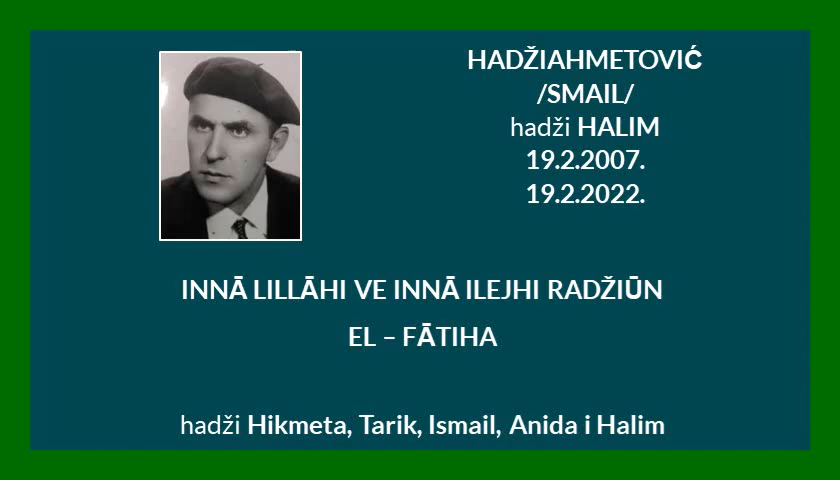 HADŽIAHMETOVIĆ
/SMAIL/
hadži HALIM
19.2.2007.
19.2.2022.
INNĀ LILLĀHI VE INNĀ ILEJHI RADŽIŪN
EL – FĀTIHA
hadži Hikmeta, Tarik, Ismail, Anida i Halim